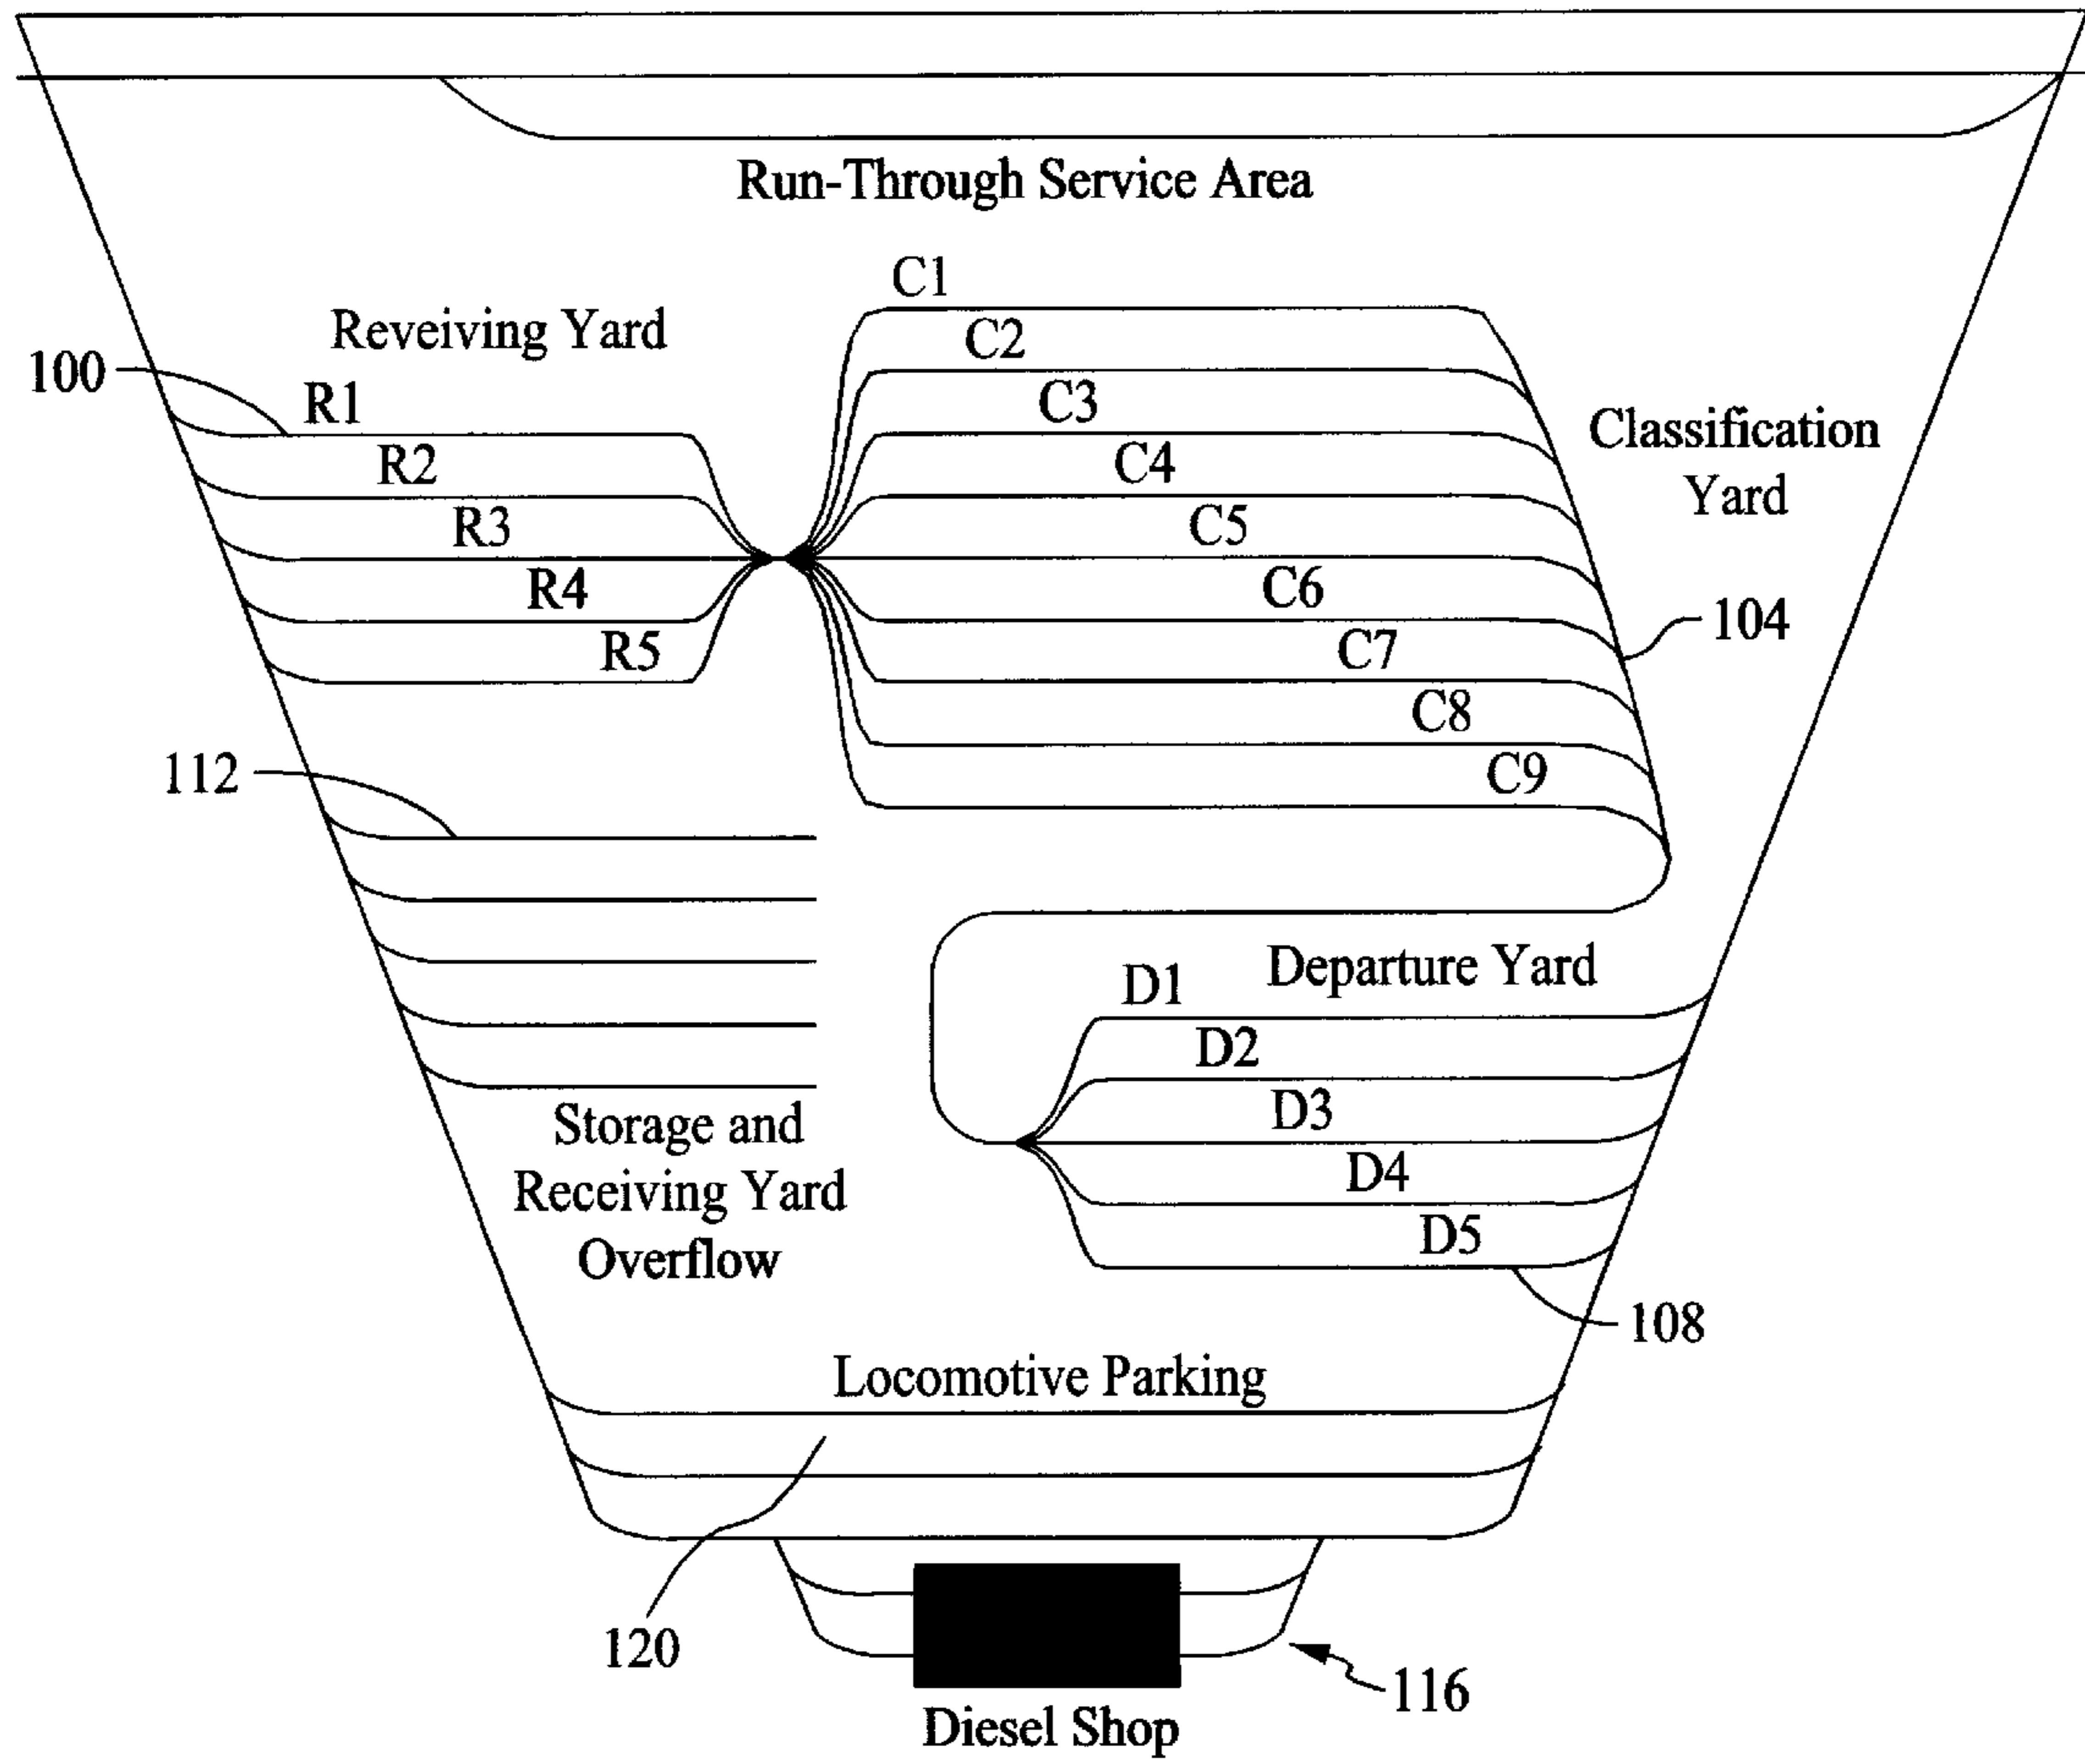 Run-Through Service Area
C1
Reveiving Yard
C2
100
R1
C3
Classification
Yard
R2
C4
R3
C5
R4
C6
104
R5
C7
C8
112
C9
Departure Yard
D1
D2
D3
Storage and
Receiving Yard
Overflow
D4
D5
108
Locomotive Parking
120
116
Diesel Shop